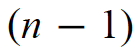 (n − 1)